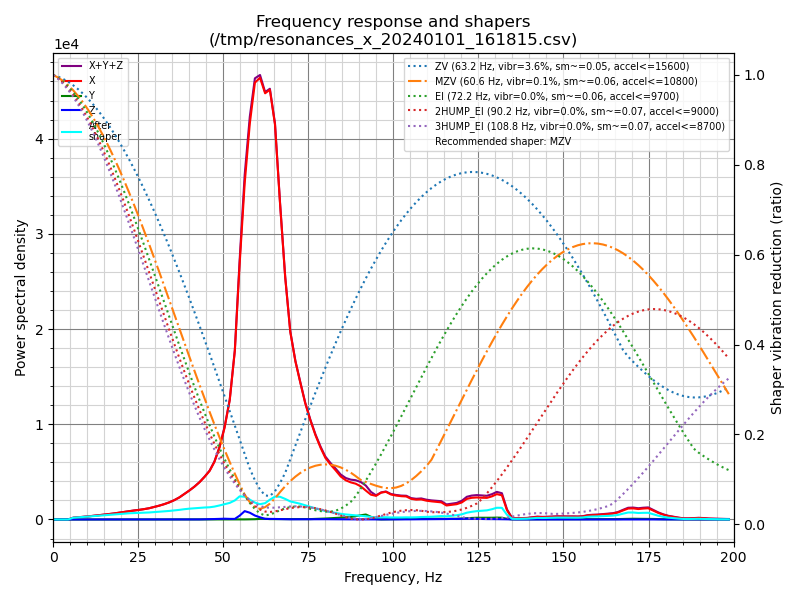 Frequency response and shapers
(/tmp/resonances_x_20240101_161815.csv)
1e4
X+Y+Z
X
Y
Z
After
shaper
ZV (63.2 Hz, vibr=3.6%, sm~=0.05, accel<=15600)
MZV (60.6 Hz, vibr=0.1%, sm~=0.06, accel<=10800)
EI (72.2 Hz, vibr=0.0%, sm~=0.06, accel<=9700)
2HUMP_EI (90.2 Hz, vibr=0.0%, sm~=0.07, accel<=9000)
3HUMP_EI (108.8 Hz, vibr=0.0%, sm~=0.07, accel<=8700)
Recommended shaper: MZV
Power spectral density
4
3
2
1
0
1.0
0.8
0.6
0.4
0.2
0.0
Shaper vibration reduction (ratio)
0 25 50 75 100 125 150 175 200
Frequency, Hz